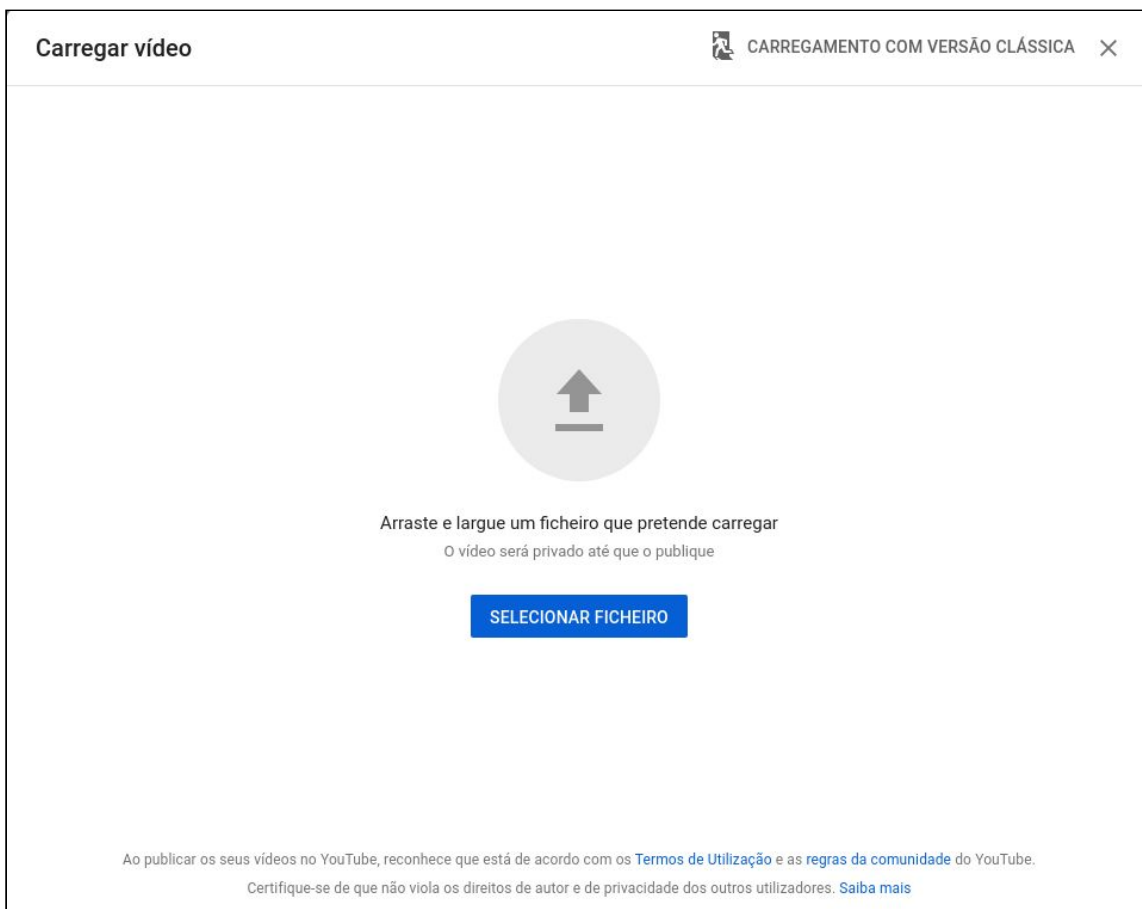 Carregar vídeo
CARREGAMENTO COM VERSÃO CLÁSSICA
Arraste e largue um ficheiro que pretende carregar
O vídeo será privado até que o publique
SELECIONAR FICHEIRO
Ao publicar os seus vídeos no YouTube, reconhece que está de acordo com os Termos de Utilização e as regras da comunidade do YouTube.
Certifique-se de que não viola os direitos de autor e de privacidade dos outros utilizadores. Saiba mais